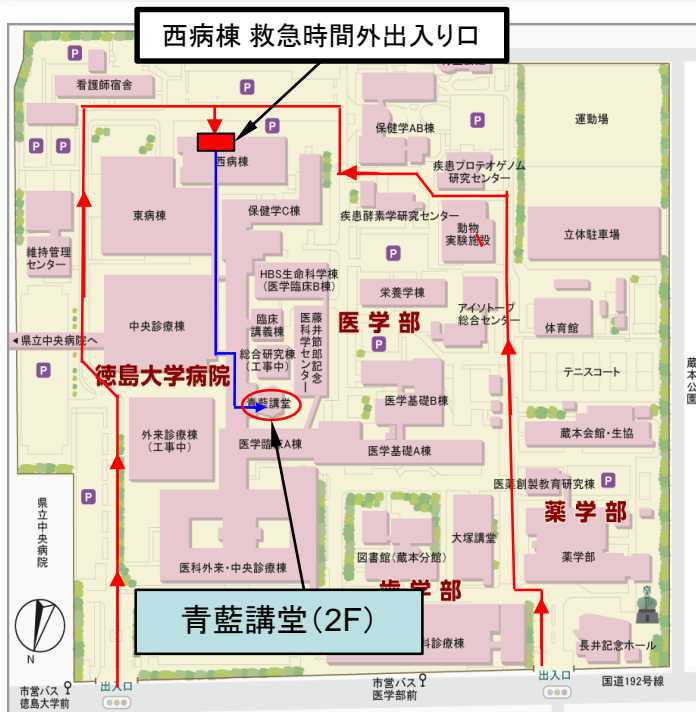 西病棟 救急時間外出入り口
P
P
看護師宿舎
P
P
P
P
保健学AB棟
運動場
西病棟
疾患プロテオゲノム
研究センター
東病棟
保健学C棟
疾患酵素学研究センター
動物
実験施設
立体駐車場
維持管理
センター
P
HBS生命科学棟
(医学臨床B棟)
栄養学棟
アイソトープ
総合センター
中央診療棟
臨床
講義棟
藤井節郎記念
医科学センター
医学部
体育館
◀県立中央病院へ
総合研究棟
(工事中)
P
P
徳島大学病院
テニスコート
蔵本公園
青藍講堂
医学基礎B棟
外来診療棟
(工事中)
医学臨床A棟
医学基礎A棟
蔵本会館・生協
P
医薬創製教育研究棟
P
県立中央病院
薬学部
大塚講堂
図書館(蔵本分館)
薬学部
医科外来・中央診療棟
歯学部
青藍講堂(2F)
科診療棟
長井記念ホール
N
市営バス
徳島大学前
出入口
市営バス
医学部前
出入口
国道192号線